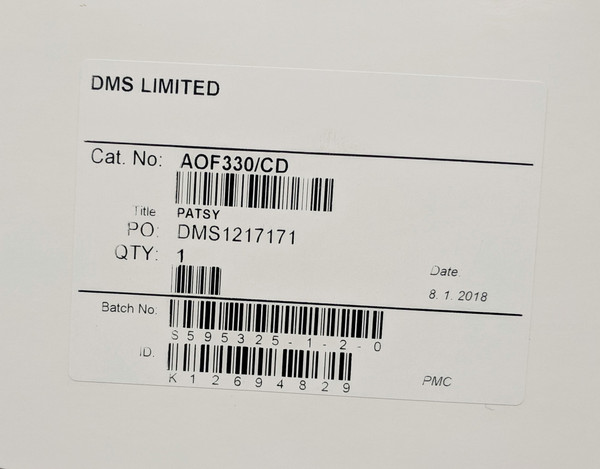 DMS LIMITED
Cat. No: AOF330/CD
Title PATSY
PO: DMS1217171
QTY: 1
Date.
8. 1. 2018
Batch No:
S595325-1-2-0
ID.
K12694829
PMC